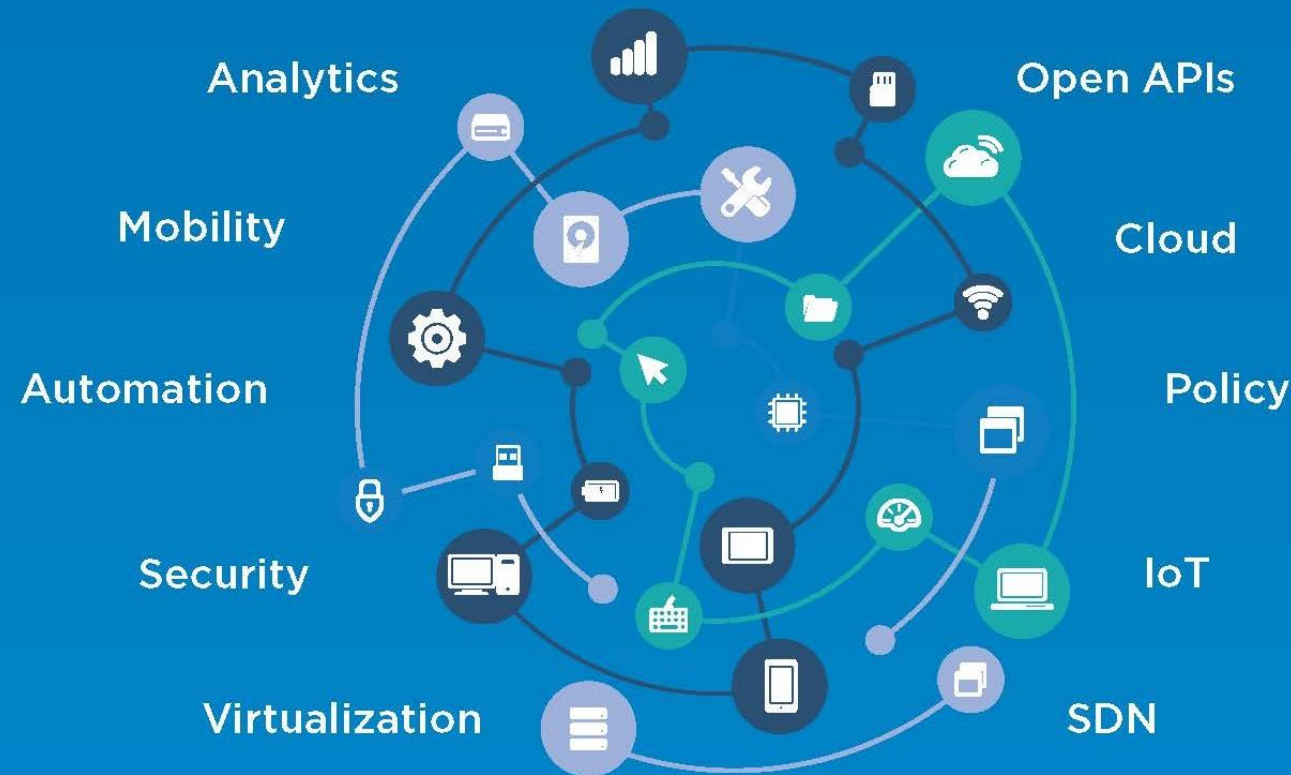 Analytics
Open APIs
Mobility
Cloud
Automation
Policy
Security
IoT
Virtualization
SDN